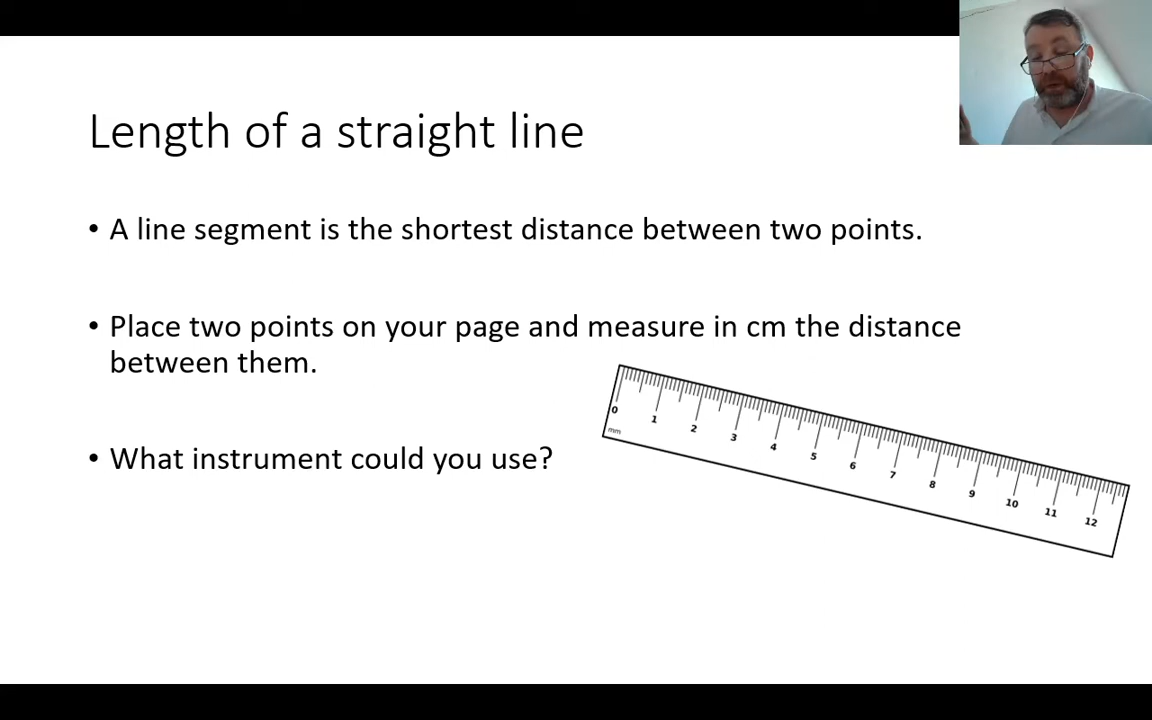 Length of a straight line
• A line segment is the shortest distance between two points.
• Place two points on your page and measure in cm the distance
between them.
• What instrument could you use?
0 1 2 3 4 5 6 7 8 9 10 11 12
mm